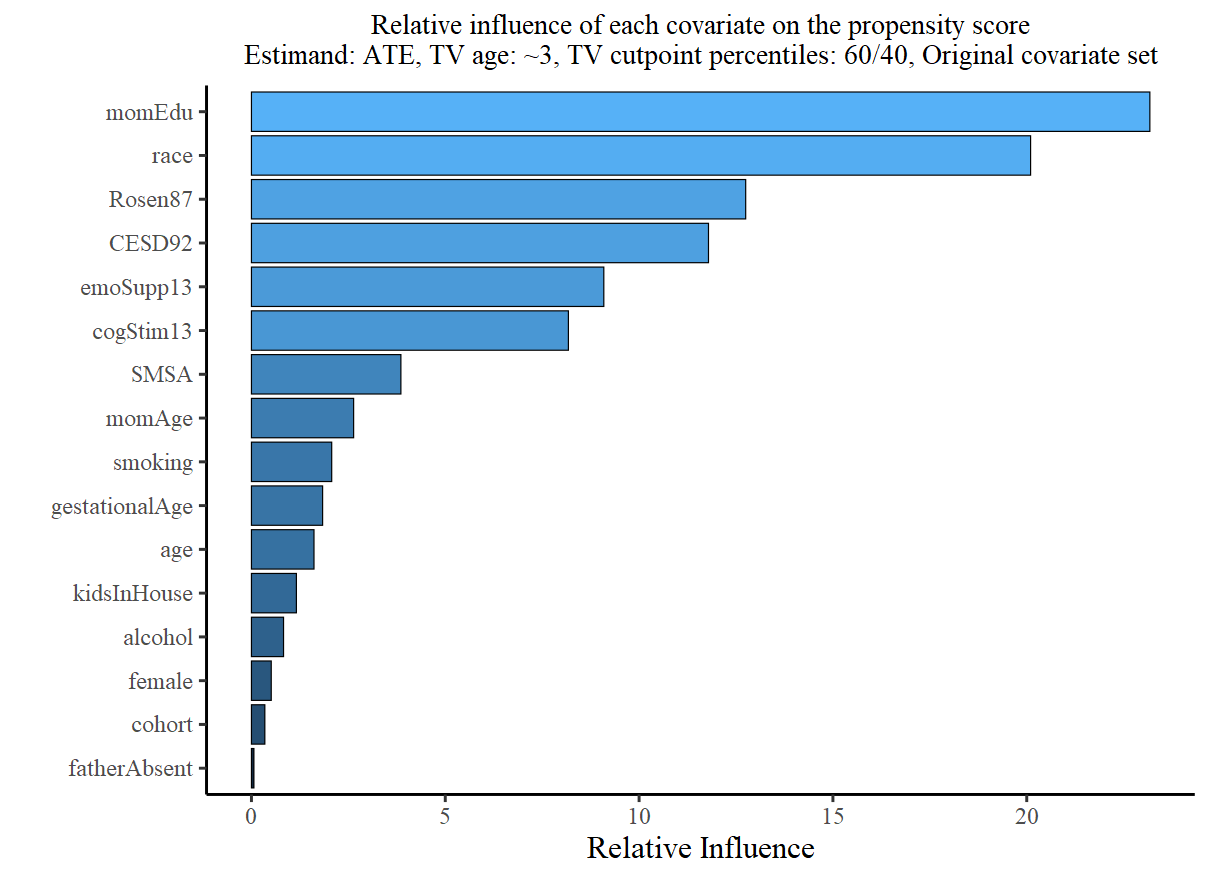 Relative influence of each covariate on the propensity score
Estimand: ATE, TV age: ~3, TV cutpoint percentiles: 60/40, Original covariate set
momEdu
race
Rosen87
CESD92
emoSupp13
cogStim13
SMSA
momAge
smoking
gestationalAge
age
kidsInHouse
alcohol
female
cohort
fatherAbsent
0 5 10 15 20
Relative Influence